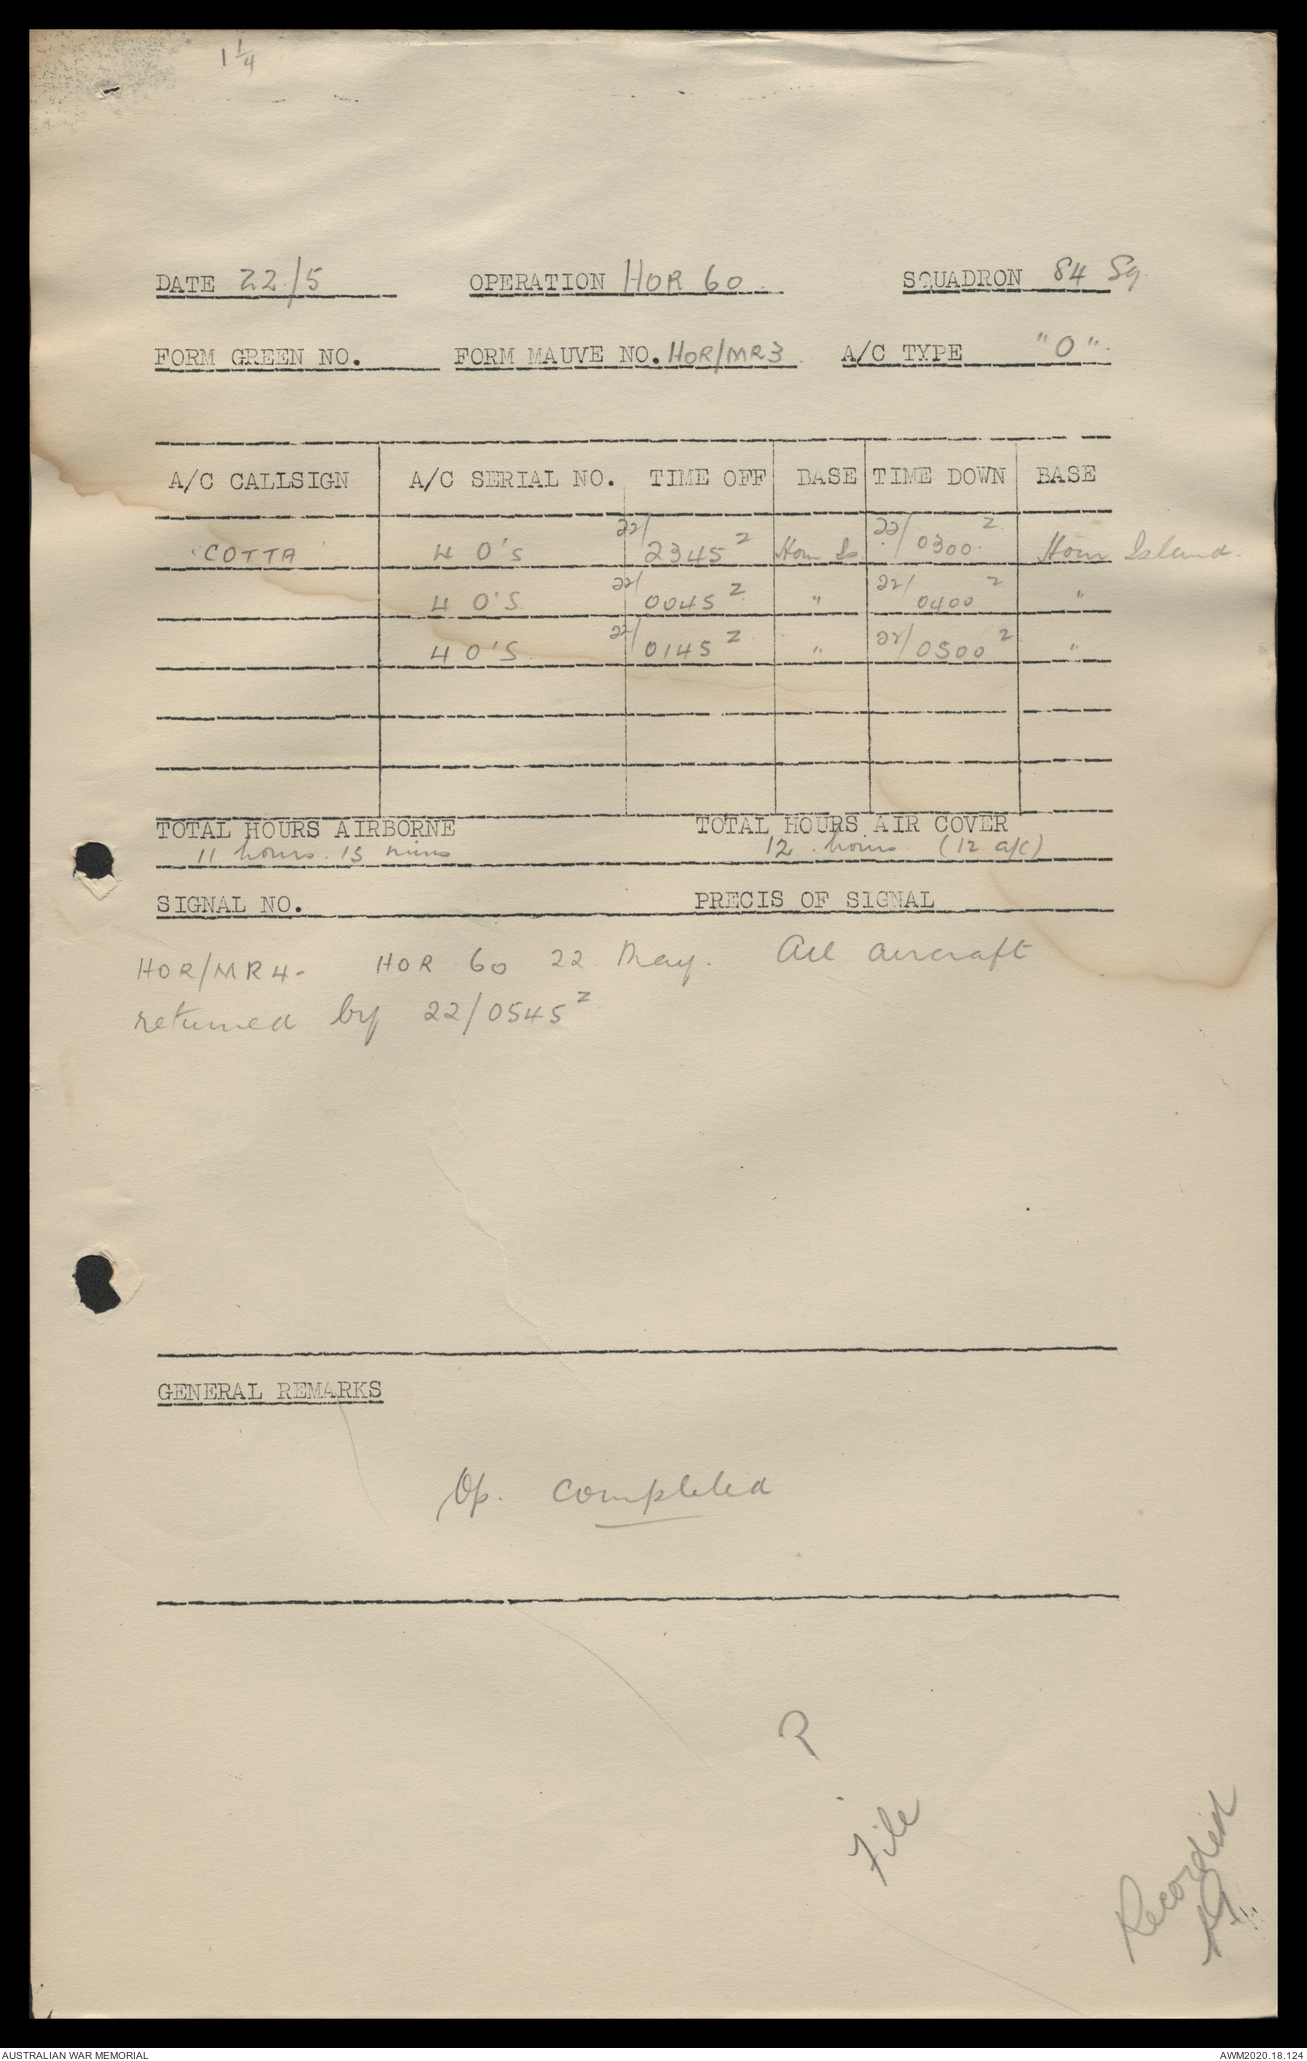 1 1/4
DATE 22/5 OPERATION HOR 60. SQUADRON 84 Sq.
FORM GREEN NO. FORM MAUVE NO. HOR/MR3. A/C TYPE "O".
A/C CALLSIGN A/C SERIAL NO. TIME OFF BASE TIME DOWN BASE
'COTTA' 4 O'S 22/2345 Z Horn Is 22/0300 Z Horn Island.
4 O'S 22/0045 Z " 22/0400 Z "
4 O'S 22/0145 Z " 22/0500 Z "
TOTAL HOURS AIRBORNE TOTAL HOURS AIR COVER
11 hours. 15 mins 12 hours. (12 a/c)
SIGNAL NO. PRECIS OF SIGNAL
HOR/MR4. HOR 60 22 May. All aircraft
returned by 22/0545 Z
GENERAL REMARKS
Op. completed
R
File
Recorded
AUSTRALIAN WAR MEMORIAL AWM2020.18.124